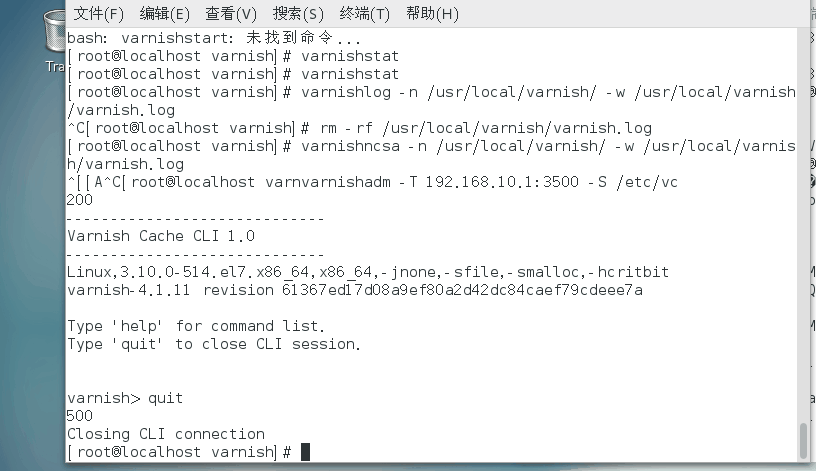 文件(F) 编辑(E) 查看(V) 搜索(S) 终端(T) 帮助(H)
Tra
bash: varnishstart: 未找到命令...
[root@localhost varnish]# varnishstat
[root@localhost varnish]# varnishstat
[root@localhost varnish]# varnishlog -n /usr/local/varnish/ -w /usr/local/varnish
/varnish.log
^C[root@localhost varnish]# rm -rf /usr/local/varnish/varnish.log
[root@localhost varnish]# varnishncsa -n /usr/local/varnish/ -w /usr/local/varnis
h/varnish.log
^[[A^C[root@localhost varnvarnishadm -T 192.168.10.1:3500 -S /etc/vc
200
-----------------------------
Varnish Cache CLI 1.0
-----------------------------
Linux,3.10.0-514.el7.x86_64,x86_64,-jnone,-sfile,-smalloc,-hcritbit
varnish-4.1.11 revision 61367ed17d08a9ef80a2d42dc84caef79cdeee7a
Type 'help' for command list.
Type 'quit' to close CLI session.
varnish> quit
500
Closing CLI connection
[root@localhost varnish]#